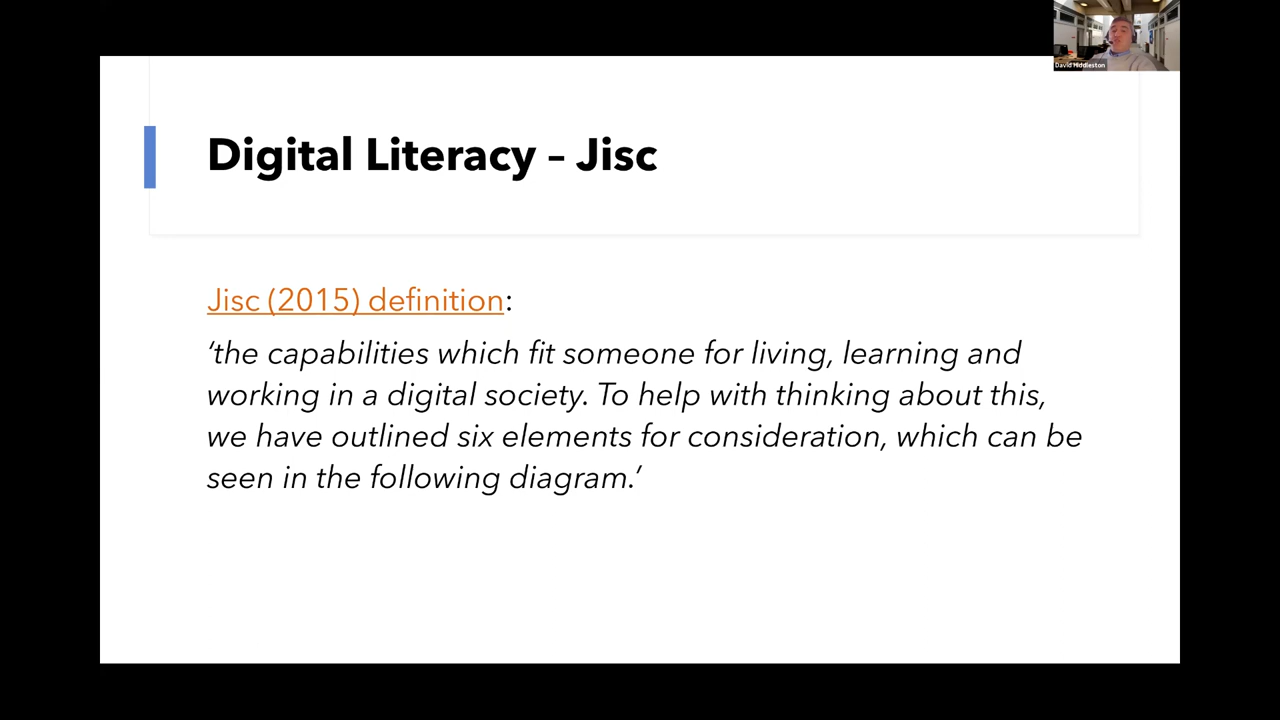 David Hiddleston
Digital Literacy – Jisc
Jisc (2015) definition:
‘the capabilities which fit someone for living, learning and
working in a digital society. To help with thinking about this,
we have outlined six elements for consideration, which can be
seen in the following diagram.’